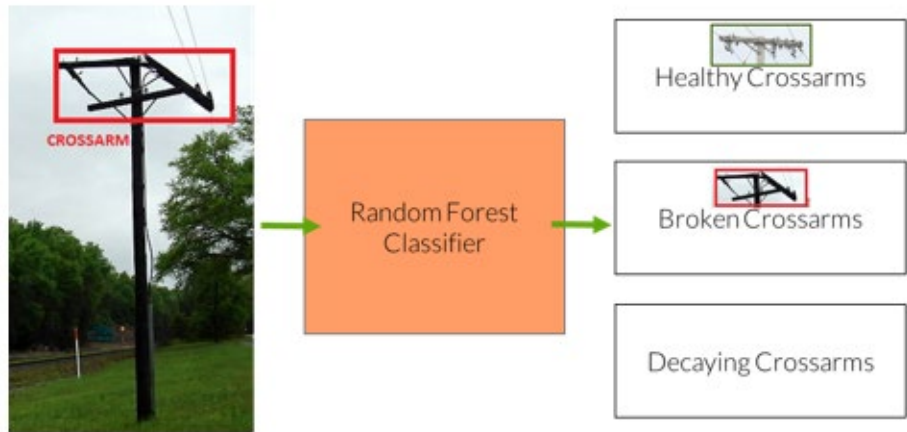 CROSSARM
Random Forest
Classifier
Healthy Crossarms
Broken Crossarms
Decaying Crossarms